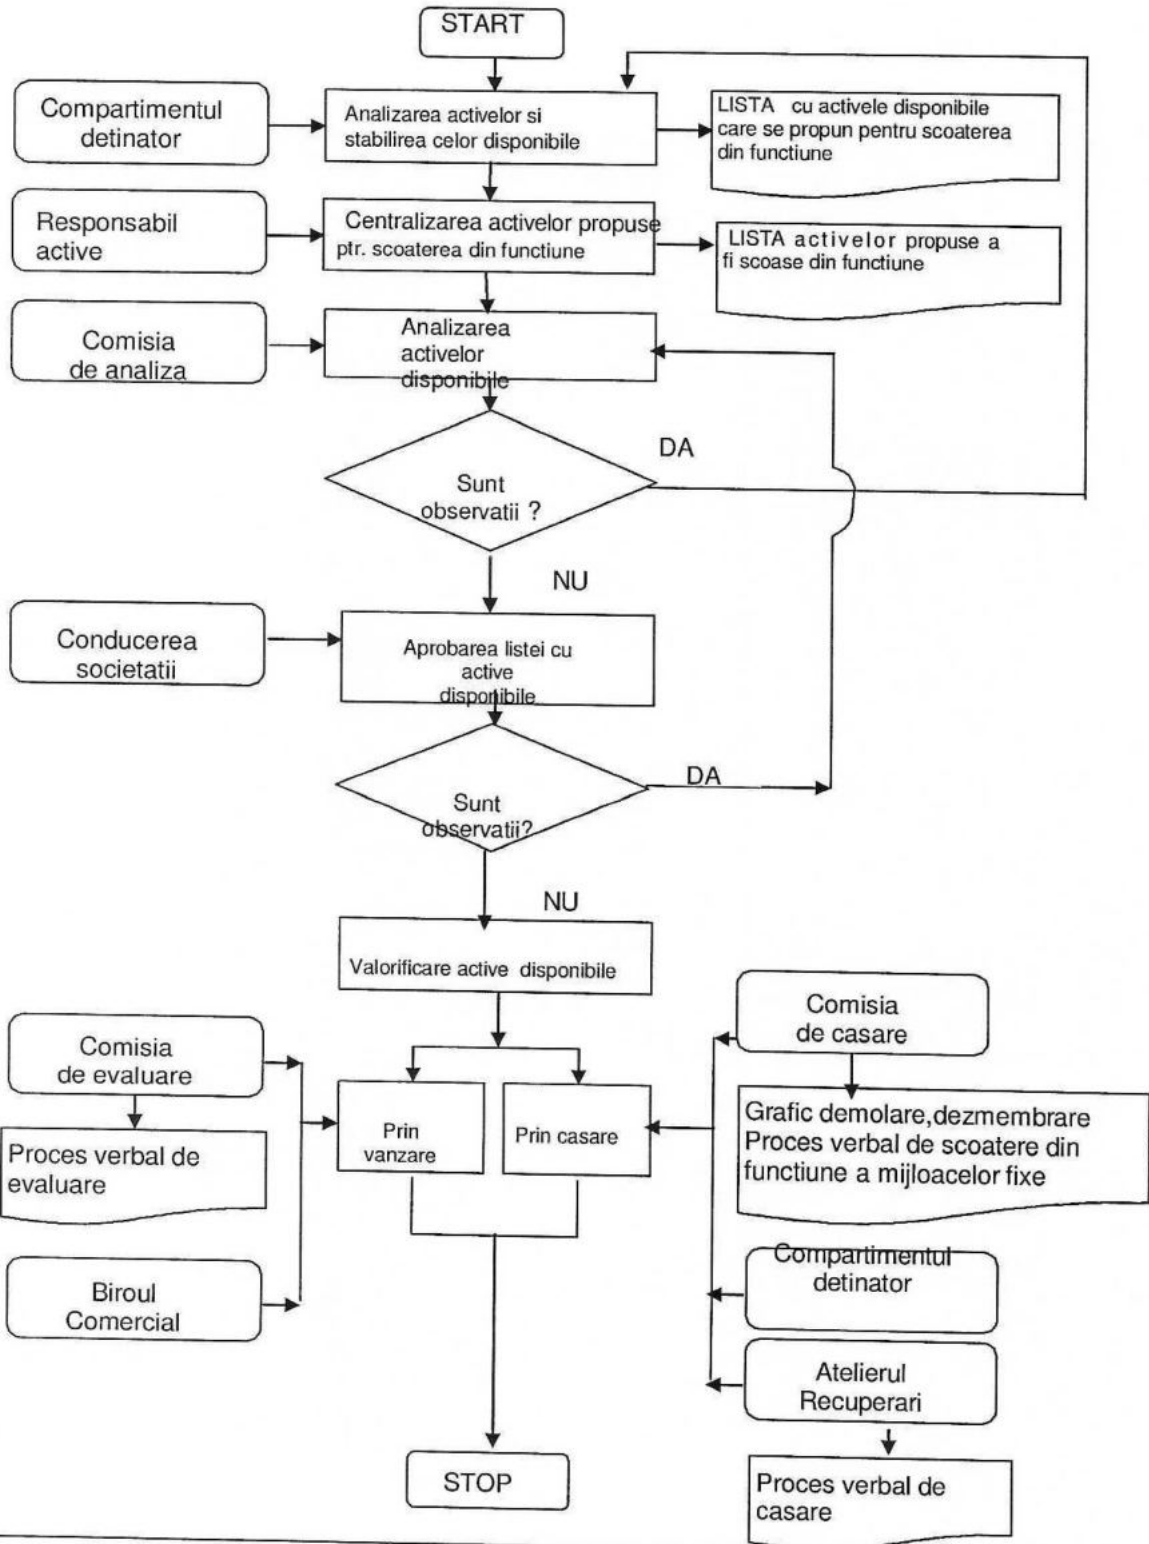 START
Compartimentul
detinator
Analizarea activelor si
stabilirea celor disponibile
LISTA cu activele disponibile
care se propun pentru scoaterea
din functiune
Responsabil
active
Centralizarea activelor propuse
ptr. scoaterea din functiune
LISTA activelor propuse a
fi scoase din functiune
Comisia
de analiza
Analizarea
activelor
disponibile
DA
Sunt
observatii ?
NU
Conducerea
societatii
Aprobarea listei cu
active
disponibile
DA
Sunt
observatii?
NU
Valorificare active disponibile
Comisia
de evaluare
Comisia
de casare
Prin
vanzare
Prin casare
Grafic demolare,dezmembrare
Proces verbal de scoatere din
functiune a mijloacelor fixe
Proces verbal de
evaluare
Biroul
Comercial
Compartimentul
detinator
Atelierul
Recuperari
STOP
Proces verbal de
casare